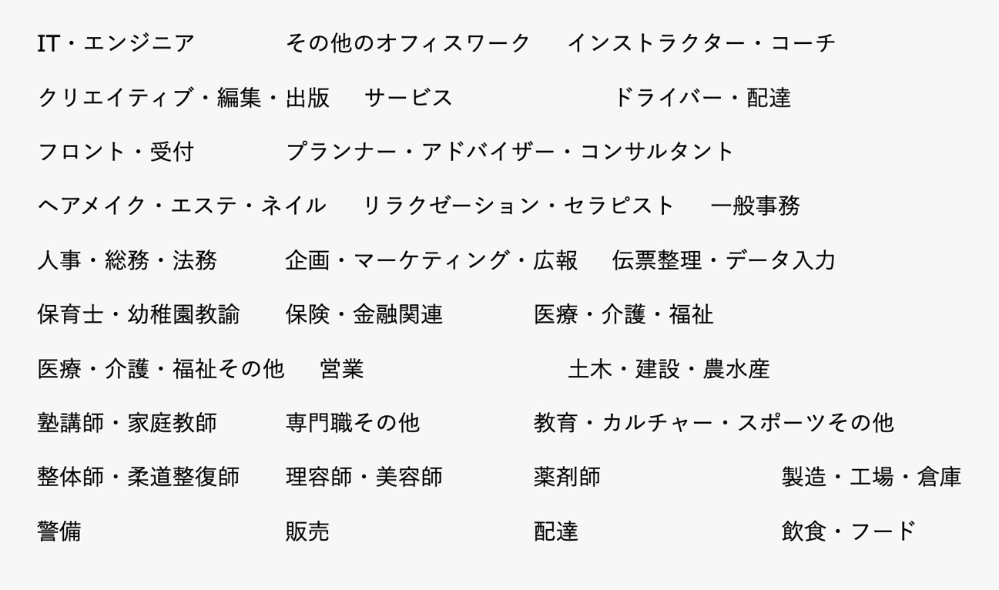 IT・エンジニア その他のオフィスワーク インストラクター・コーチ
クリエイティブ・編集・出版 サービス ドライバー・配達
フロント・受付 プランナー・アドバイザー・コンサルタント
ヘアメイク・エステ・ネイル リラクゼーション・セラピスト 一般事務
人事・総務・法務 企画・マーケティング・広報 伝票整理・データ入力
保育士・幼稚園教諭 保険・金融関連 医療・介護・福祉
医療・介護・福祉その他 営業 土木・建設・農水産
塾講師・家庭教師 専門職その他 教育・カルチャー・スポーツその他
整体師・柔道整復師 理容師・美容師 薬剤師 製造・工場・倉庫
警備 販売 配達 飲食・フード